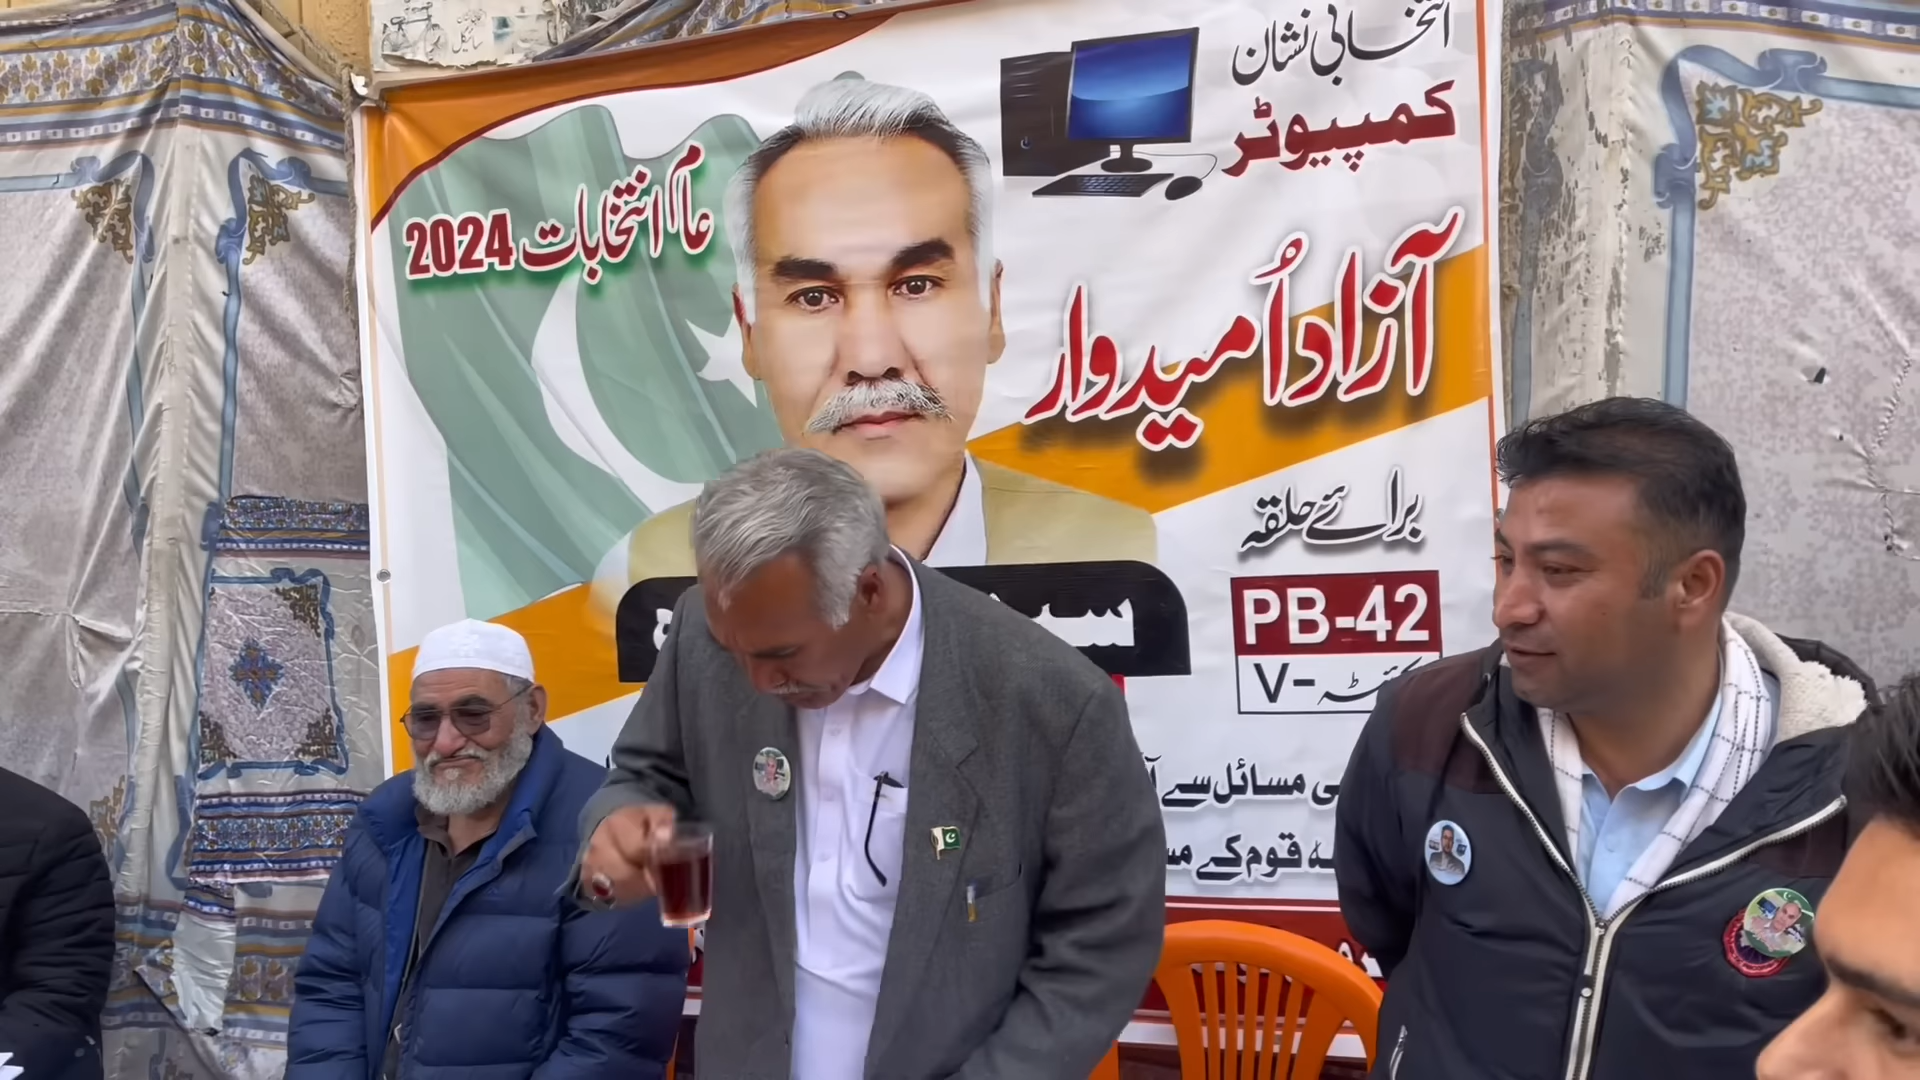 انتخابی نشان
کمپیوٹر
عام انتخابات 2024
آزاد اُمیدوار
برائے حلقہ
PB-42
کوئٹہ-V
مسائل سے
قوم کے